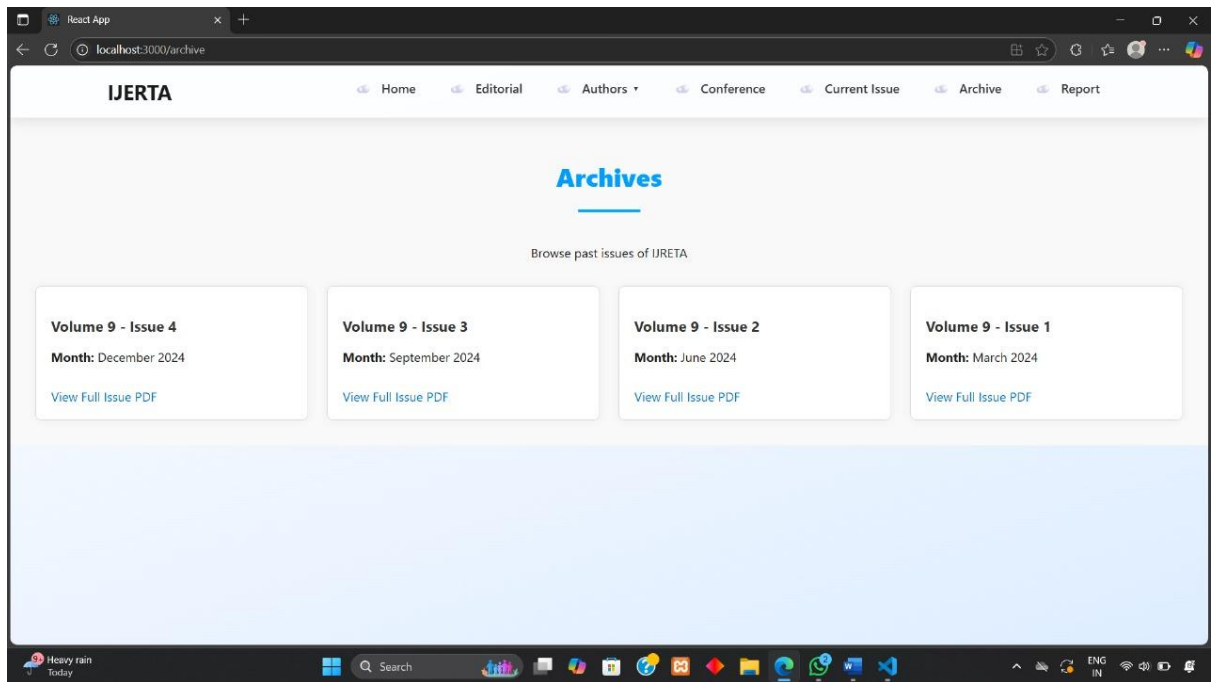 React App
localhost:3000/archive
IJERTA
Home Editorial Authors ▾ Conference Current Issue Archive Report
Archives
Browse past issues of IJRETA
Volume 9 - Issue 4
Month: December 2024
View Full Issue PDF
Volume 9 - Issue 3
Month: September 2024
View Full Issue PDF
Volume 9 - Issue 2
Month: June 2024
View Full Issue PDF
Volume 9 - Issue 1
Month: March 2024
View Full Issue PDF
9+
Heavy rain
Today
Search
2
W
ENG
IN